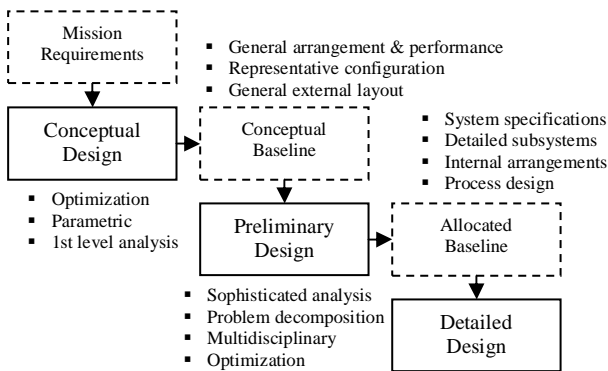 Mission
Requirements
▪ General arrangement & performance
▪ Representative configuration
▪ General external layout
Conceptual
Design
Conceptual
Baseline
▪ System specifications
▪ Detailed subsystems
▪ Internal arrangements
▪ Process design
▪ Optimization
▪ Parametric
▪ 1st level analysis
Preliminary
Design
Allocated
Baseline
▪ Sophisticated analysis
▪ Problem decomposition
▪ Multidisciplinary
▪ Optimization
Detailed
Design